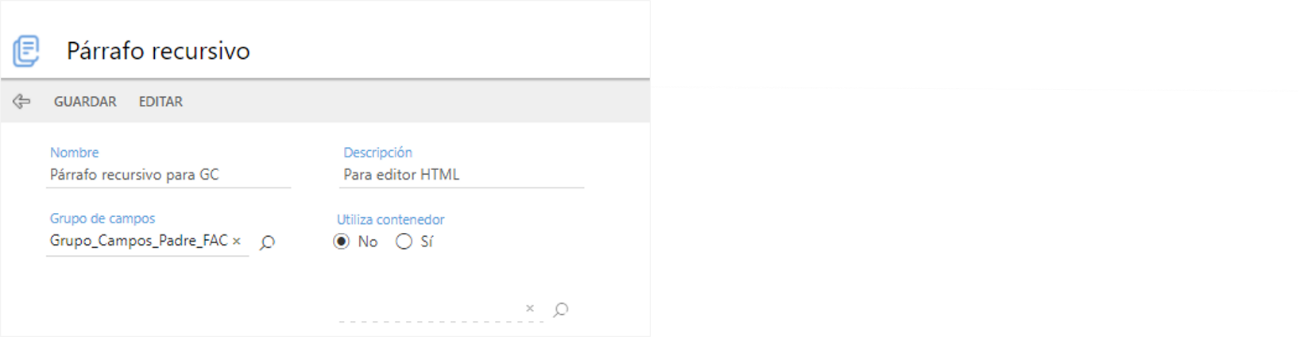 Párrafo recursivo
GUARDAR EDITAR
Nombre Descripción
Párrafo recursivo para GC Para editor HTML
Grupo de campos Utiliza contenedor
Grupo_Campos_Padre_FAC × No Sí
×